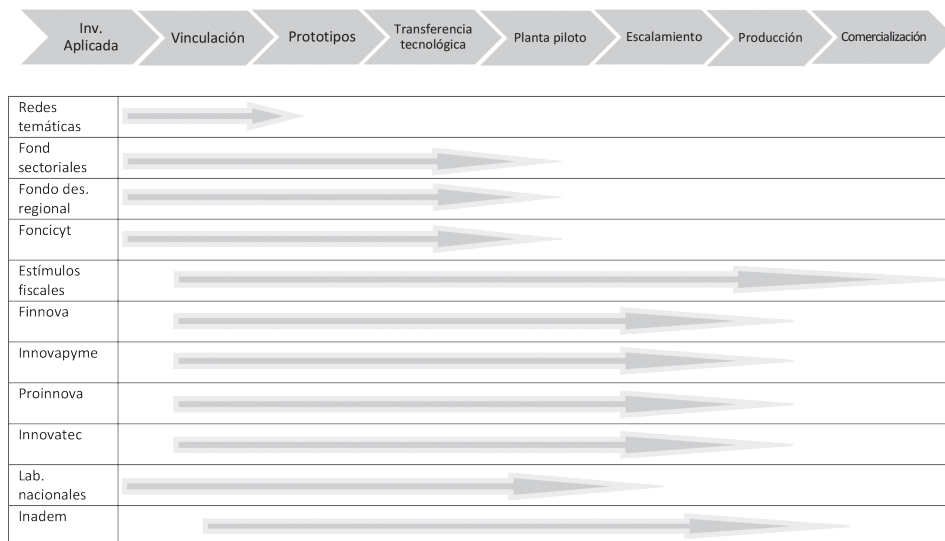 Inv.
Aplicada
Vinculación
Prototipos
Transferencia
tecnológica
Planta piloto
Escalamiento
Producción
Comercialización
Redes
temáticas
Fond
sectoriales
Fondo des.
regional
Foncicyt
Estímulos
fiscales
Finnova
Innovapyme
Proinnova
Innovatec
Lab.
nacionales
Inadem